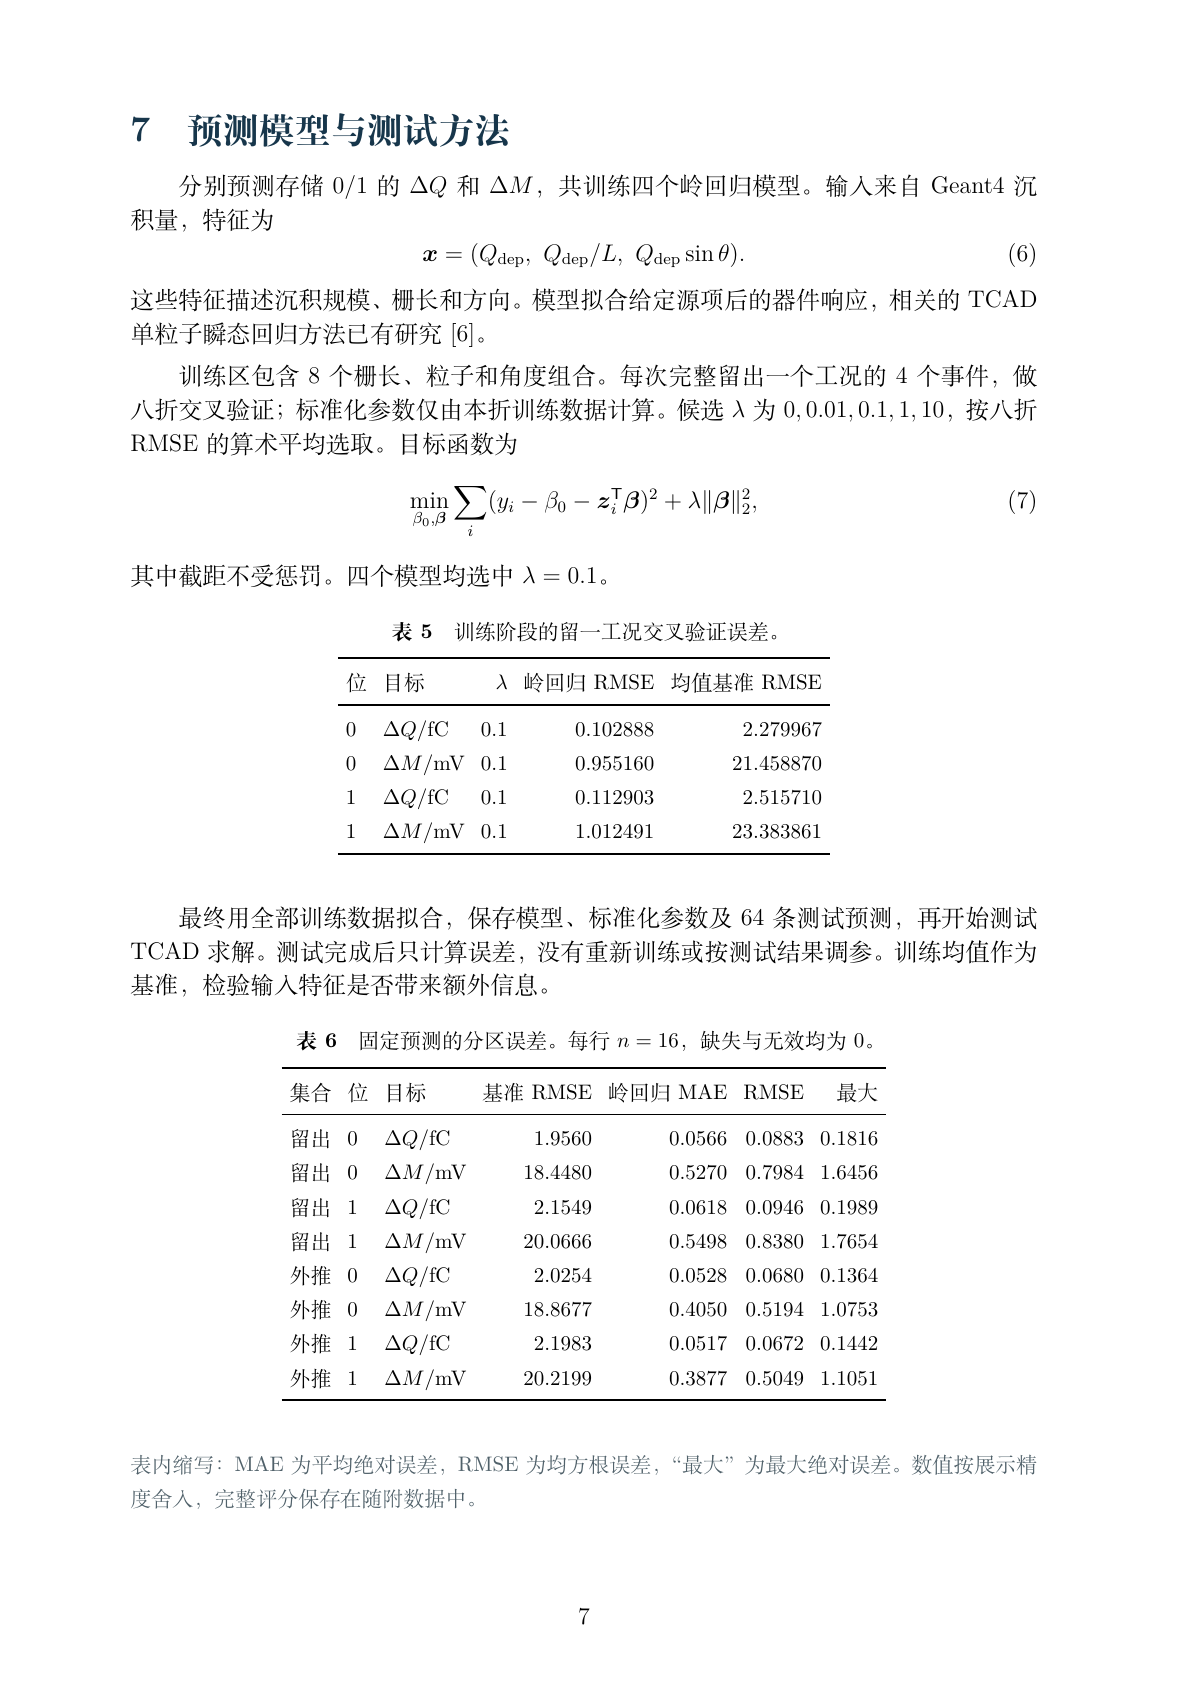 7 预测模型与测试方法
分别预测存储 0/1 的 ΔQ 和 ΔM，共训练四个岭回归模型。输入来自 Geant4 沉
积量，特征为
x = (Q_dep, Q_dep/L, Q_dep sin θ). (6)
这些特征描述沉积规模、栅长和方向。模型拟合给定源项后的器件响应，相关的 TCAD
单粒子瞬态回归方法已有研究 [6]。
训练区包含 8 个栅长、粒子和角度组合。每次完整留出一个工况的 4 个事件，做
八折交叉验证；标准化参数仅由本折训练数据计算。候选 λ 为 0, 0.01, 0.1, 1, 10，按八折
RMSE 的算术平均选取。目标函数为
min_{β₀,β} ∑_i (y_i − β₀ − z_i^⊤ β)² + λ‖β‖₂², (7)
其中截距不受惩罚。四个模型均选中 λ = 0.1。
表 5 训练阶段的留一工况交叉验证误差。
位 目标 λ 岭回归 RMSE 均值基准 RMSE
0 ΔQ/fC 0.1 0.102888 2.279967
0 ΔM/mV 0.1 0.955160 21.458870
1 ΔQ/fC 0.1 0.112903 2.515710
1 ΔM/mV 0.1 1.012491 23.383861
最终用全部训练数据拟合，保存模型、标准化参数及 64 条测试预测，再开始测试
TCAD 求解。测试完成后只计算误差，没有重新训练或按测试结果调参。训练均值作为
基准，检验输入特征是否带来额外信息。
表 6 固定预测的分区误差。每行 n = 16，缺失与无效均为 0。
集合 位 目标 基准 RMSE 岭回归 MAE RMSE 最大
留出 0 ΔQ/fC 1.9560 0.0566 0.0883 0.1816
留出 0 ΔM/mV 18.4480 0.5270 0.7984 1.6456
留出 1 ΔQ/fC 2.1549 0.0618 0.0946 0.1989
留出 1 ΔM/mV 20.0666 0.5498 0.8380 1.7654
外推 0 ΔQ/fC 2.0254 0.0528 0.0680 0.1364
外推 0 ΔM/mV 18.8677 0.4050 0.5194 1.0753
外推 1 ΔQ/fC 2.1983 0.0517 0.0672 0.1442
外推 1 ΔM/mV 20.2199 0.3877 0.5049 1.1051
表内缩写：MAE 为平均绝对误差，RMSE 为均方根误差，“最大” 为最大绝对误差。数值按展示精
度舍入，完整评分保存在随附数据中。
7